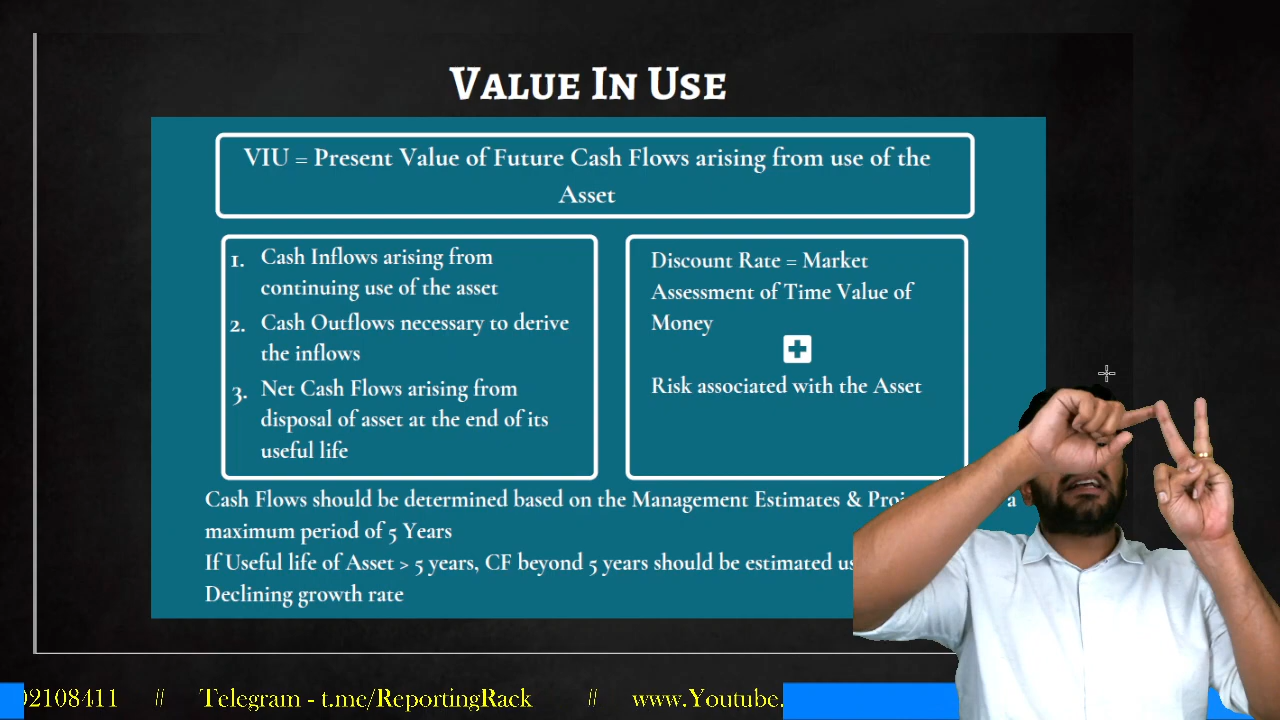 VALUE IN USE
VIU = Present Value of Future Cash Flows arising from use of the
Asset
1. Cash Inflows arising from
continuing use of the asset
2. Cash Outflows necessary to derive
the inflows
3. Net Cash Flows arising from
disposal of asset at the end of its
useful life
Discount Rate = Market
Assessment of Time Value of
Money
Risk associated with the Asset
Cash Flows should be determined based on the Management Estimates & a
maximum period of 5 Years
If Useful life of Asset > 5 years, CF beyond 5 years should be estimated
Declining growth rate
02108411 // Telegram - t.me/ReportingRack // www.Youtube.